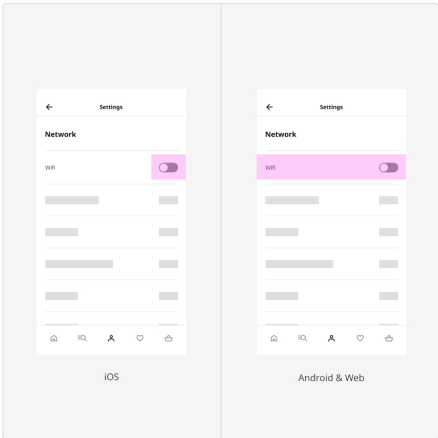 Settings
Network
Wifi
iOS
Settings
Network
Wifi
Android & Web